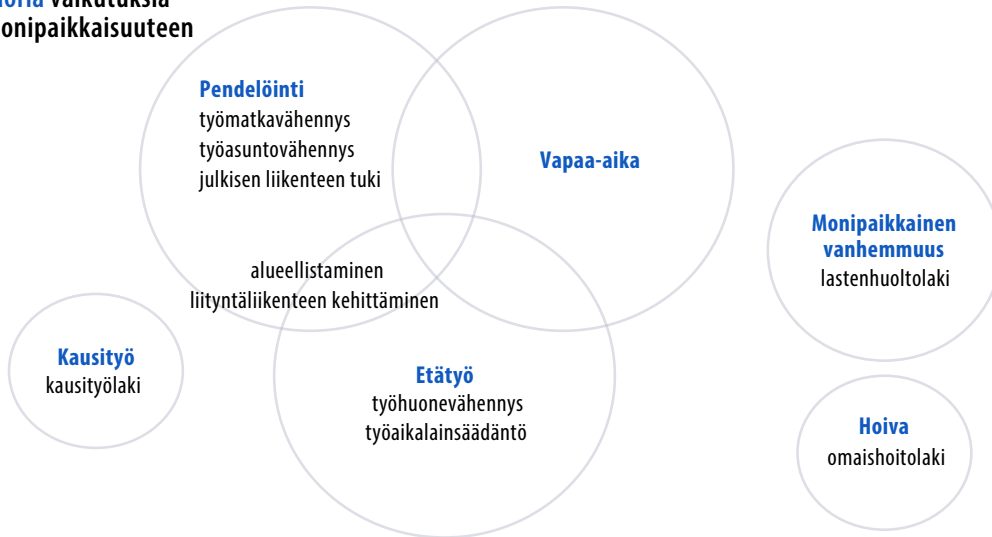 vaikutuksia
Pendelöinti
työmatkavähennys
työasuntovähennys
julkisen liikenteen tuki
Vapaa-aika
alueellistaminen
liityntäliikenteen kehittäminen
Kausityö
kausityölaki
Etätyö
työhuonevähennys
työaikalainsäädäntö
Monipaikkainen
vanhemmuus
lastenhuoltolaki
Hoiva
omaishoitolaki